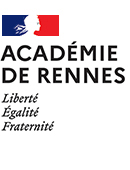 ACADÉMIE
DE RENNES
Liberté
Égalité
Fraternité